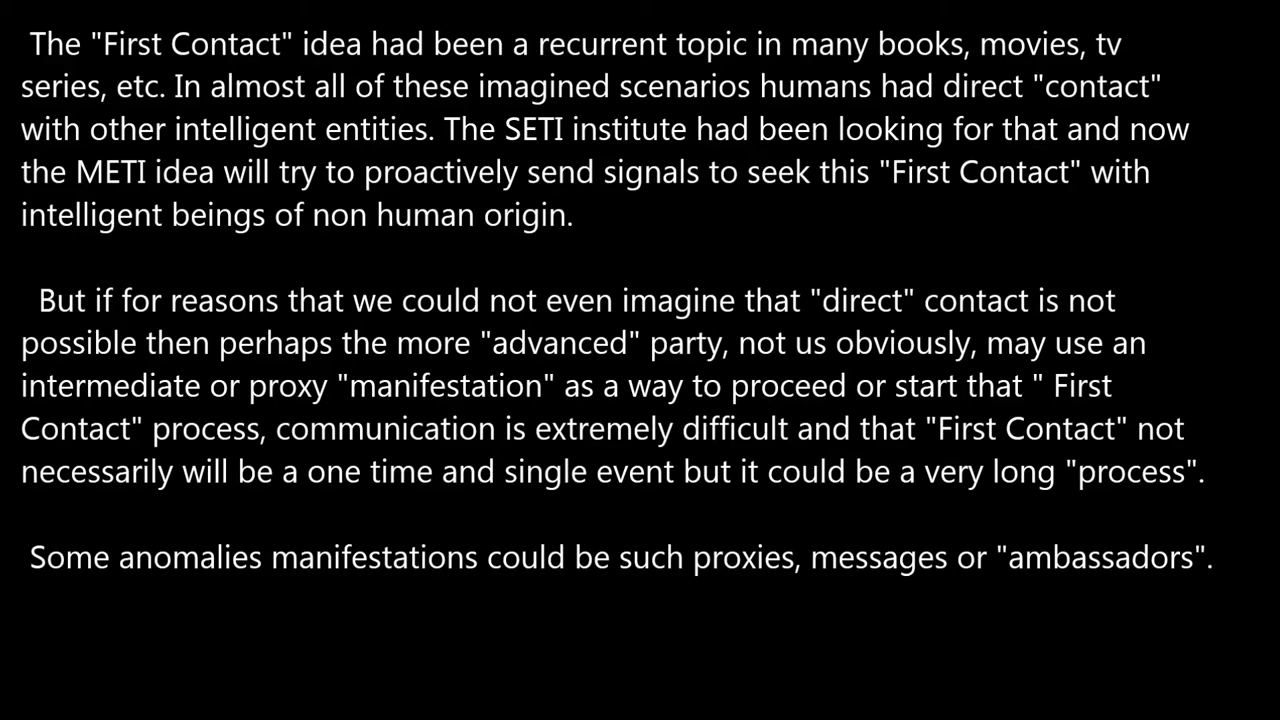 The "First Contact" idea had been a recurrent topic in many books, movies, tv
series, etc. In almost all of these imagined scenarios humans had direct "contact"
with other intelligent entities. The SETI institute had been looking for that and now
the METI idea will try to proactively send signals to seek this "First Contact" with
intelligent beings of non human origin.
But if for reasons that we could not even imagine that "direct" contact is not
possible then perhaps the more "advanced" party, not us obviously, may use an
intermediate or proxy "manifestation" as a way to proceed or start that " First
Contact" process, communication is extremely difficult and that "First Contact" not
necessarily will be a one time and single event but it could be a very long "process".
Some anomalies manifestations could be such proxies, messages or "ambassadors".